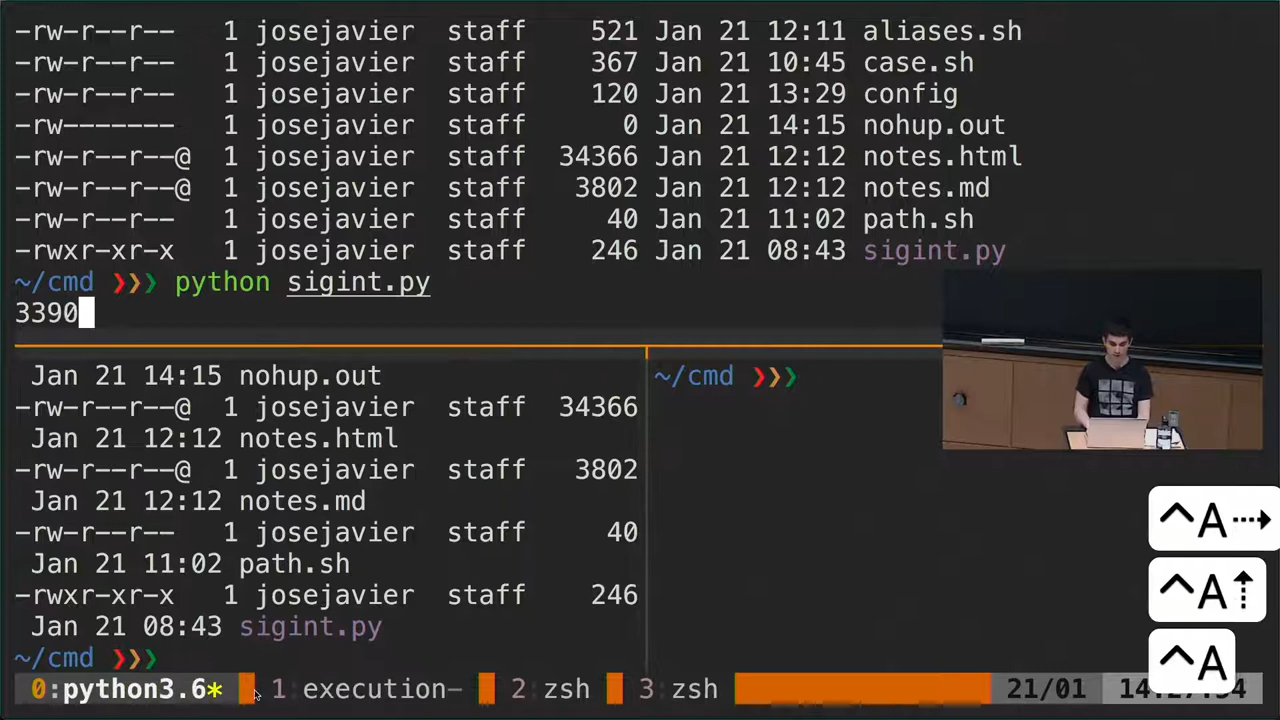 -rw-r--r-- 1 josejavier staff 521 Jan 21 12:11 aliases.sh
-rw-r--r-- 1 josejavier staff 367 Jan 21 10:45 case.sh
-rw-r--r-- 1 josejavier staff 120 Jan 21 13:29 config
-rw------- 1 josejavier staff 0 Jan 21 14:15 nohup.out
-rw-r--r--@ 1 josejavier staff 34366 Jan 21 12:12 notes.html
-rw-r--r--@ 1 josejavier staff 3802 Jan 21 12:12 notes.md
-rw-r--r-- 1 josejavier staff 40 Jan 21 11:02 path.sh
-rwxr-xr-x 1 josejavier staff 246 Jan 21 08:43 sigint.py
~/cmd ❯❯❯ python sigint.py
3390
Jan 21 14:15 nohup.out
-rw-r--r--@ 1 josejavier staff 34366
Jan 21 12:12 notes.html
-rw-r--r--@ 1 josejavier staff 3802
Jan 21 12:12 notes.md
-rw-r--r-- 1 josejavier staff 40
Jan 21 11:02 path.sh
-rwxr-xr-x 1 josejavier staff 246
Jan 21 08:43 sigint.py
~/cmd ❯❯❯
~/cmd ❯❯❯
^A⇢
^A⇡
^A
0:python3.6* 1 execution- 2 zsh 3 zsh 21/01